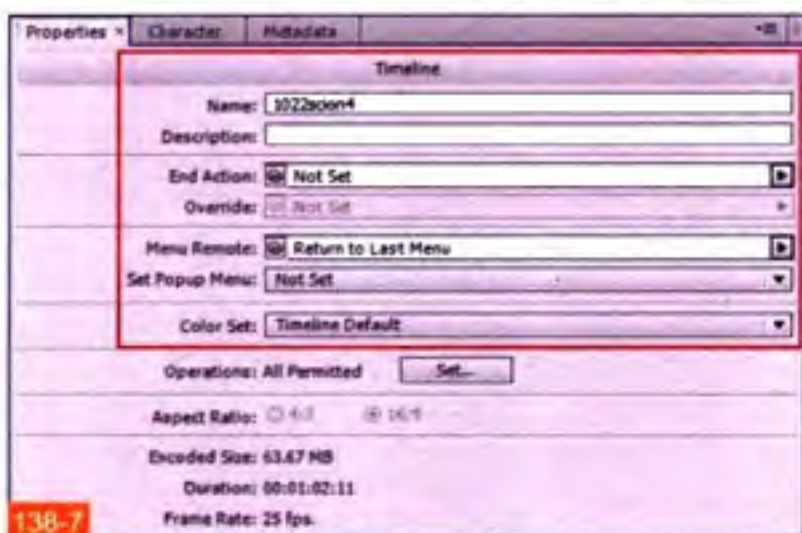 Properties × Character Metadata
Timeline
Name: 1022scion4
Description:
End Action: Not Set
Override: Not Set
Menu Remote: Return to Last Menu
Set Popup Menu: Not Set
Color Set: Timeline Default
Operations: All Permitted Set...
Aspect Ratio: 4:3 16:9
Encoded Size: 63.67 MB
Duration: 00:01:02:11
138-7 Frame Rate: 25 fps.